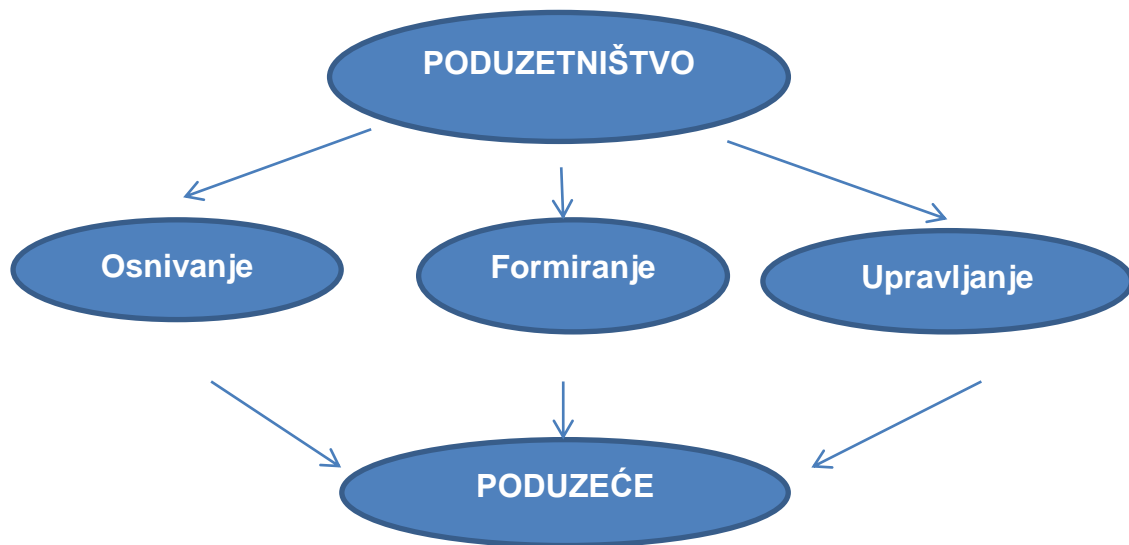 PODUZETNIŠTVO
Osnivanje
Formiranje
Upravljanje
PODUZEĆE